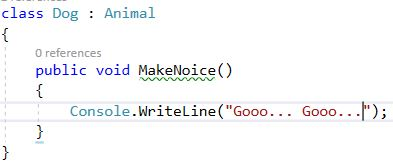 class Dog : Animal
{
0 references
public void MakeNoice()
{
Console.WriteLine("Gooo... Gooo...");
}
}